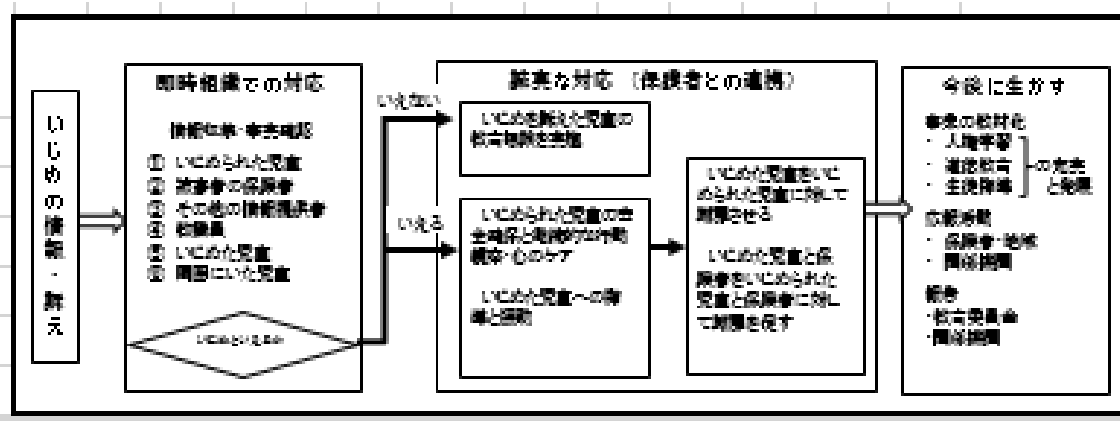 いじめの情報・訴え
即時組織での対応
情報収集・事実確認
① いじめられた児童
② 被害者の保護者
③ その他の情報提供者
④ 教職員
⑤ いじめた児童
⑥ 周囲にいた児童
いじめといえるか
いえない
いえる
誠実な対応 (保護者との連携)
いじめを訴えた児童の
教育相談を実施
いじめられた児童の安
全確保と継続的な行動
観察・心のケア
いじめた児童への指
導と援助
いじめた児童をいじ
められた児童に対して
謝罪させる
いじめた児童と保
護者をいじめられた
児童と保護者に対し
て謝罪を促す
今後に生かす
事実の教材化
・ 人権学習
・ 道徳教育
・ 生徒指導
の充実
と発展
広報活動
・ 保護者・地域
・ 関係機関
報告
・教育委員会
・関係機関